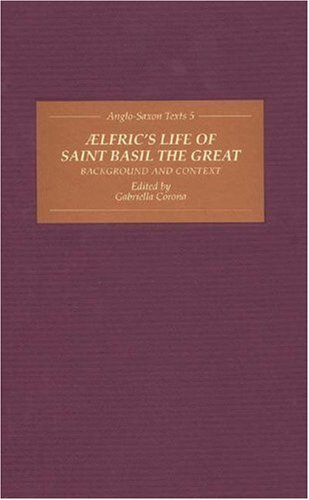 Anglo-Saxon Texts 5
ÆLFRIC'S LIFE OF
SAINT BASIL THE GREAT
BACKGROUND AND CONTEXT
Edited by
Gabriella Corona